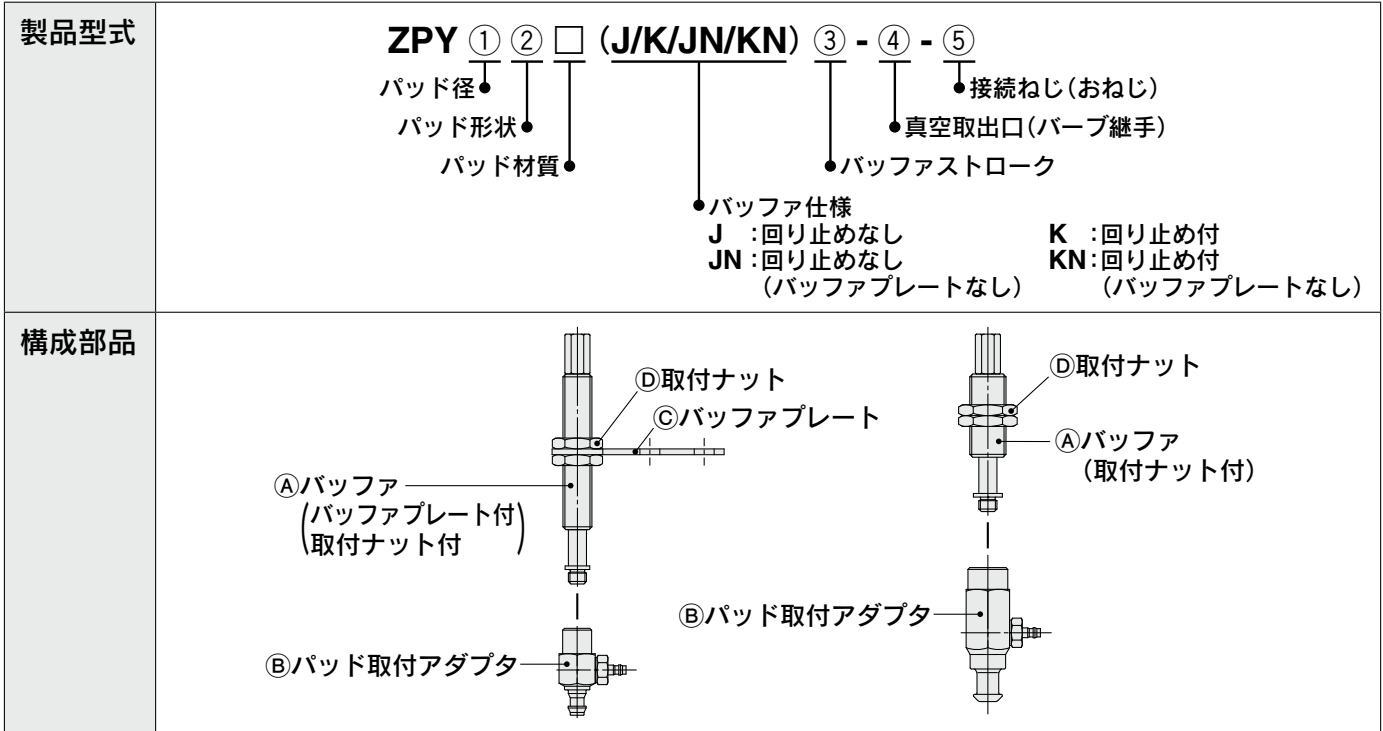 製品型式
ZPY ① ② □ (J/K/JN/KN) ③ - ④ - ⑤
パッド径
接続ねじ(おねじ)
パッド形状
真空取出口(バーブ継手)
パッド材質
バッファストローク
バッファ仕様
J :回り止めなし
K :回り止め付
JN:回り止めなし
(バッファプレートなし)
KN:回り止め付
(バッファプレートなし)
構成部品
Ⓓ取付ナット
Ⓒバッファプレート
Ⓐバッファ
(バッファプレート付
取付ナット付)
Ⓑパッド取付アダプタ
Ⓓ取付ナット
Ⓐバッファ
(取付ナット付)
Ⓑパッド取付アダプタ